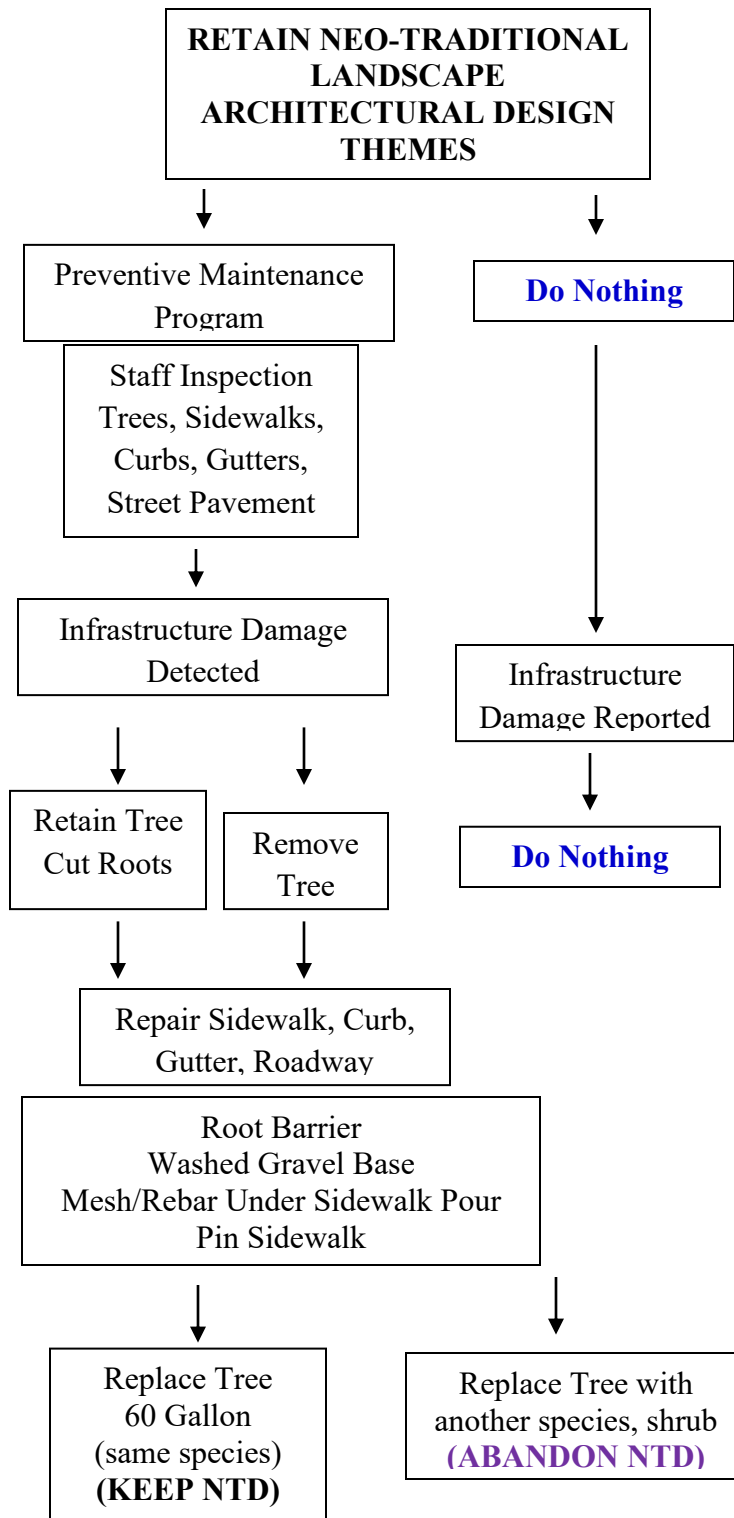 RETAIN NEO-TRADITIONAL
LANDSCAPE
ARCHITECTURAL DESIGN
THEMES
Preventive Maintenance
Program
Do Nothing
Staff Inspection
Trees, Sidewalks,
Curbs, Gutters,
Street Pavement
Infrastructure Damage
Detected
Infrastructure
Damage Reported
Retain Tree
Cut Roots
Remove
Tree
Do Nothing
Repair Sidewalk, Curb,
Gutter, Roadway
Root Barrier
Washed Gravel Base
Mesh/Rebar Under Sidewalk Pour
Pin Sidewalk
Replace Tree
60 Gallon
(same species)
(KEEP NTD)
Replace Tree with
another species, shrub
(ABANDON NTD)